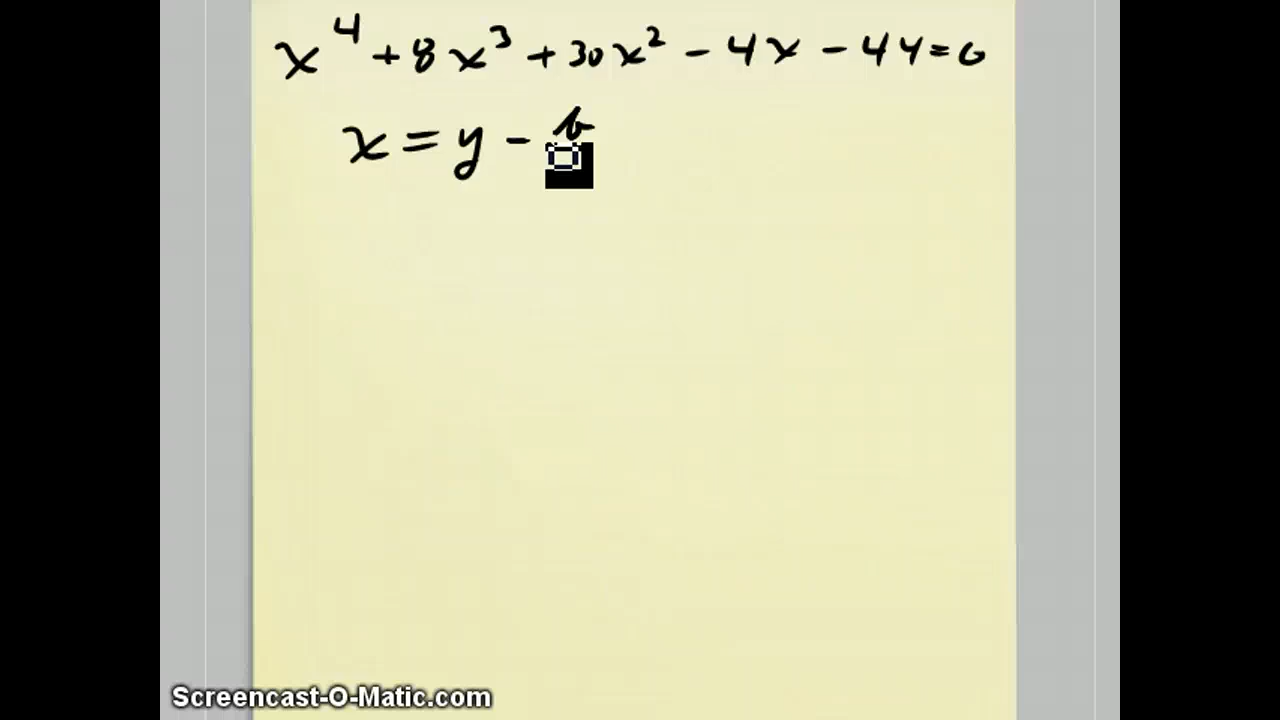 x⁴ + 8x³ + 30x² - 4x - 44 = 0
x = y - b
Screencast-O-Matic.com